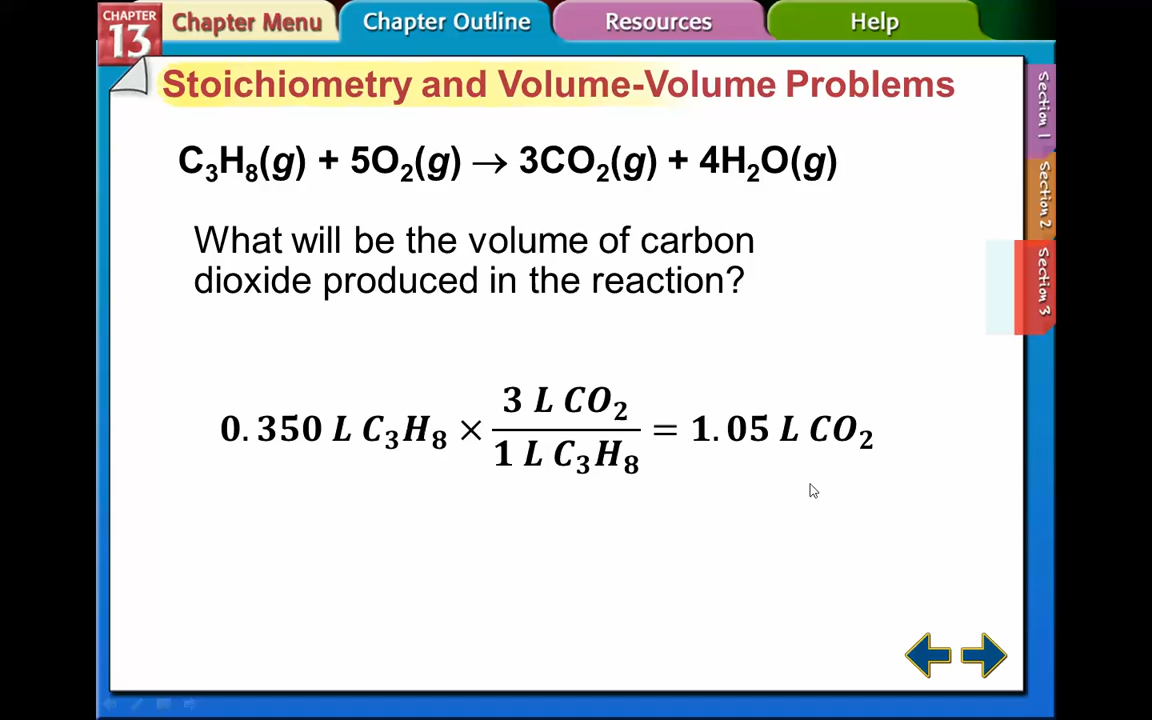 CHAPTER
13
Chapter Menu
Chapter Outline
Resources
Help
Stoichiometry and Volume-Volume Problems
C₃H₈(g) + 5O₂(g) → 3CO₂(g) + 4H₂O(g)
What will be the volume of carbon
dioxide produced in the reaction?
0.350 L C₃H₈ × (3 L CO₂)/(1 L C₃H₈) = 1.05 L CO₂
Section 1
Section 2
Section 3